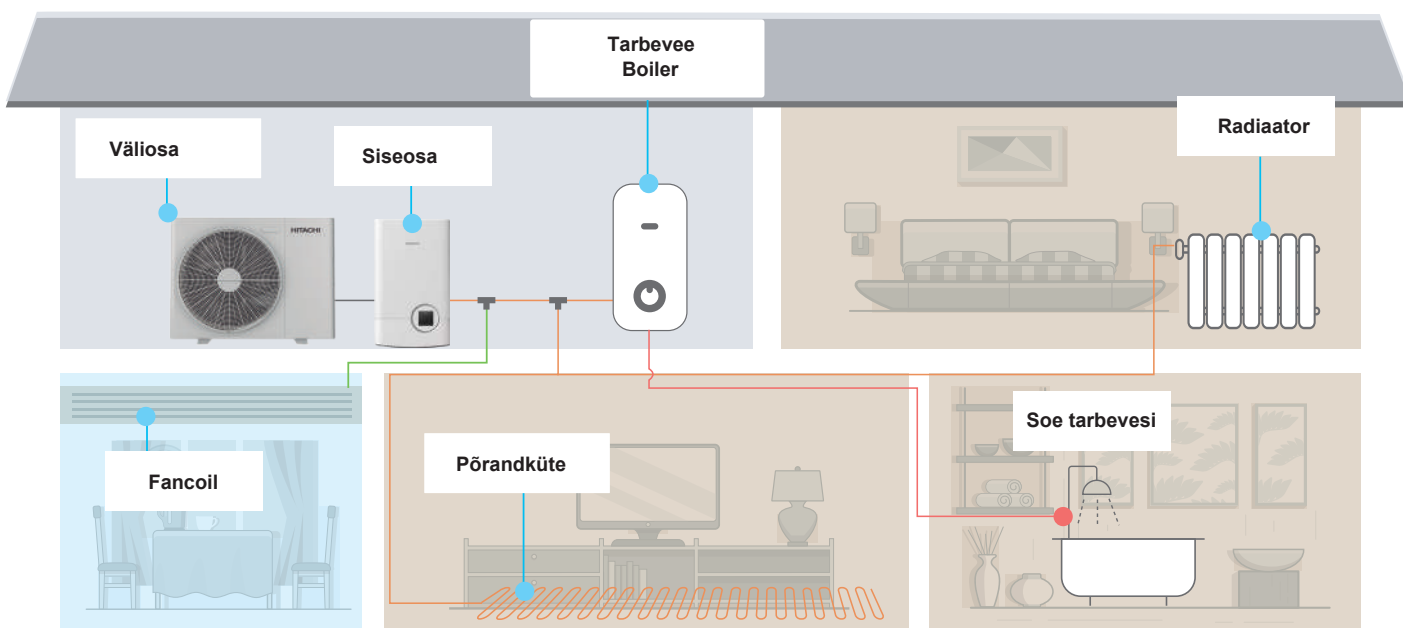 Tarbevee
Boiler
Väliosa
Siseosa
Radiaator
HITACHI
Fancoil
Põrandküte
Soe tarbevesi